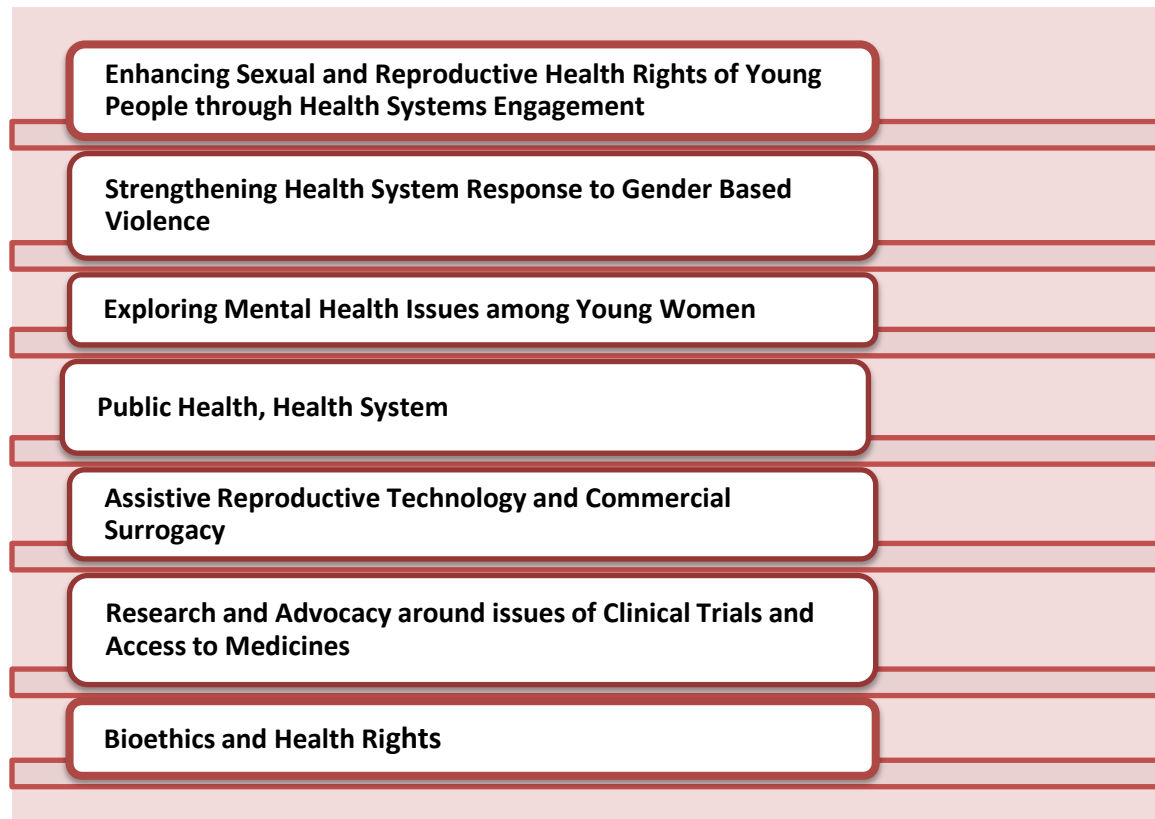 Enhancing Sexual and Reproductive Health Rights of Young
People through Health Systems Engagement
Strengthening Health System Response to Gender Based
Violence
Exploring Mental Health Issues among Young Women
Public Health, Health System
Assistive Reproductive Technology and Commercial
Surrogacy
Research and Advocacy around issues of Clinical Trials and
Access to Medicines
Bioethics and Health Rights